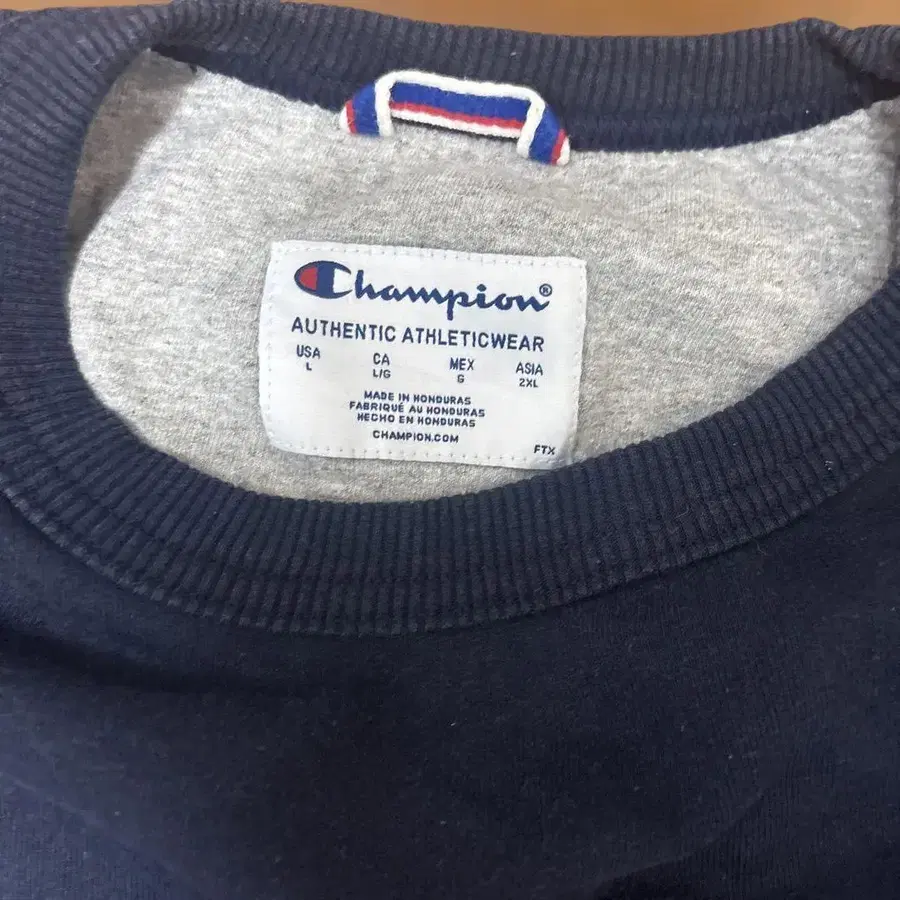 Champion®
AUTHENTIC ATHLETICWEAR
USA CA MEX ASIA
L L/G G 2XL
MADE IN HONDURAS
FABRIQUÉ AU HONDURAS
HECHO EN HONDURAS
CHAMPION.COM
FTX